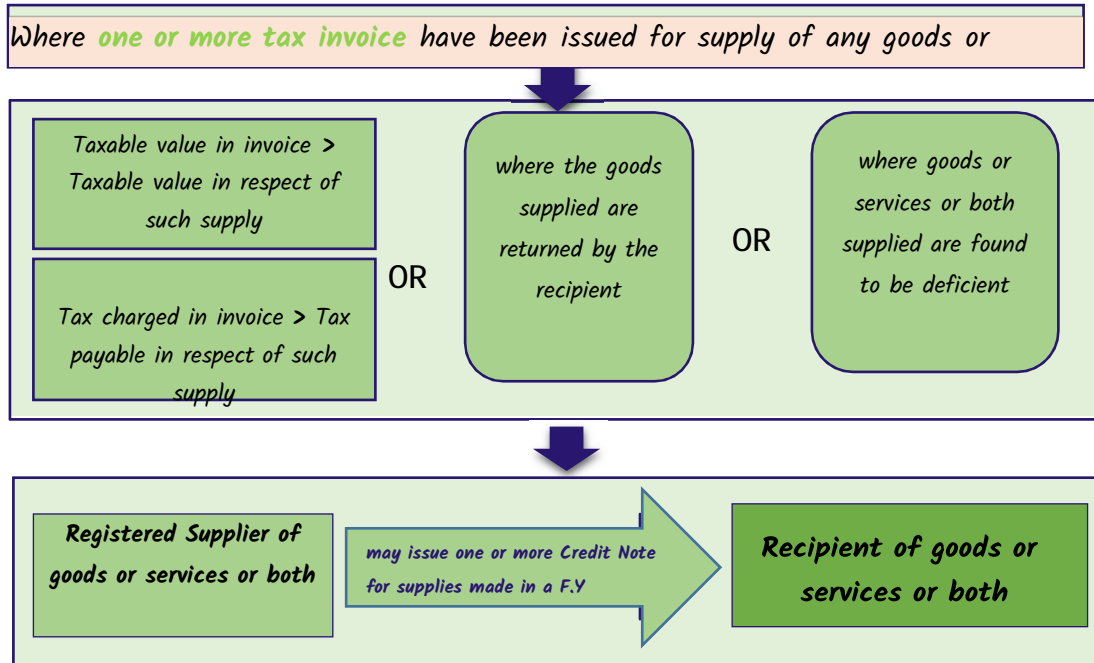 Where one or more tax invoice have been issued for supply of any goods or
Taxable value in invoice >
Taxable value in respect of
such supply
Tax charged in invoice > Tax
payable in respect of such
supply
OR
where the goods
supplied are
returned by the
recipient
OR
where goods or
services or both
supplied are found
to be deficient
Registered Supplier of
goods or services or both
may issue one or more Credit Note
for supplies made in a F.Y
Recipient of goods or
services or both